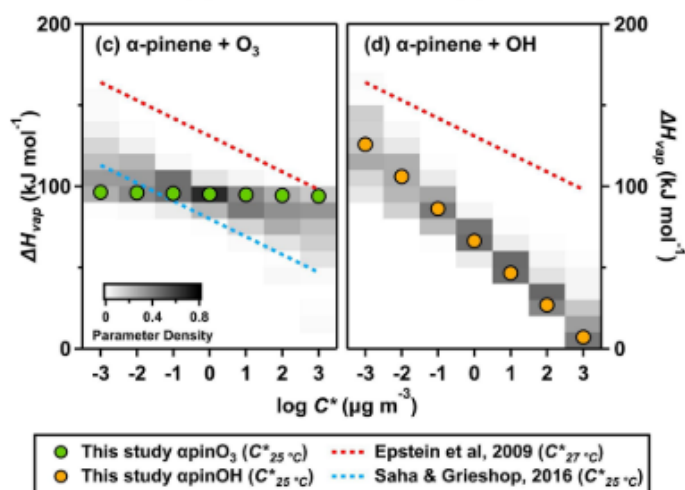 (c) α-pinene + O3
(d) α-pinene + OH
200
100
0
ΔHvap (kJ mol-1)
0
0.4
0.8
Parameter Density
200
100
0
ΔHvap (kJ mol-1)
-3 -2 -1 0 1 2 3
-3 -2 -1 0 1 2 3
log C* (µg m-3)
This study αpinO3 (C*25 °C)
Epstein et al, 2009 (C*27 °C)
This study αpinOH (C*25 °C)
Saha & Grieshop, 2016 (C*25 °C)